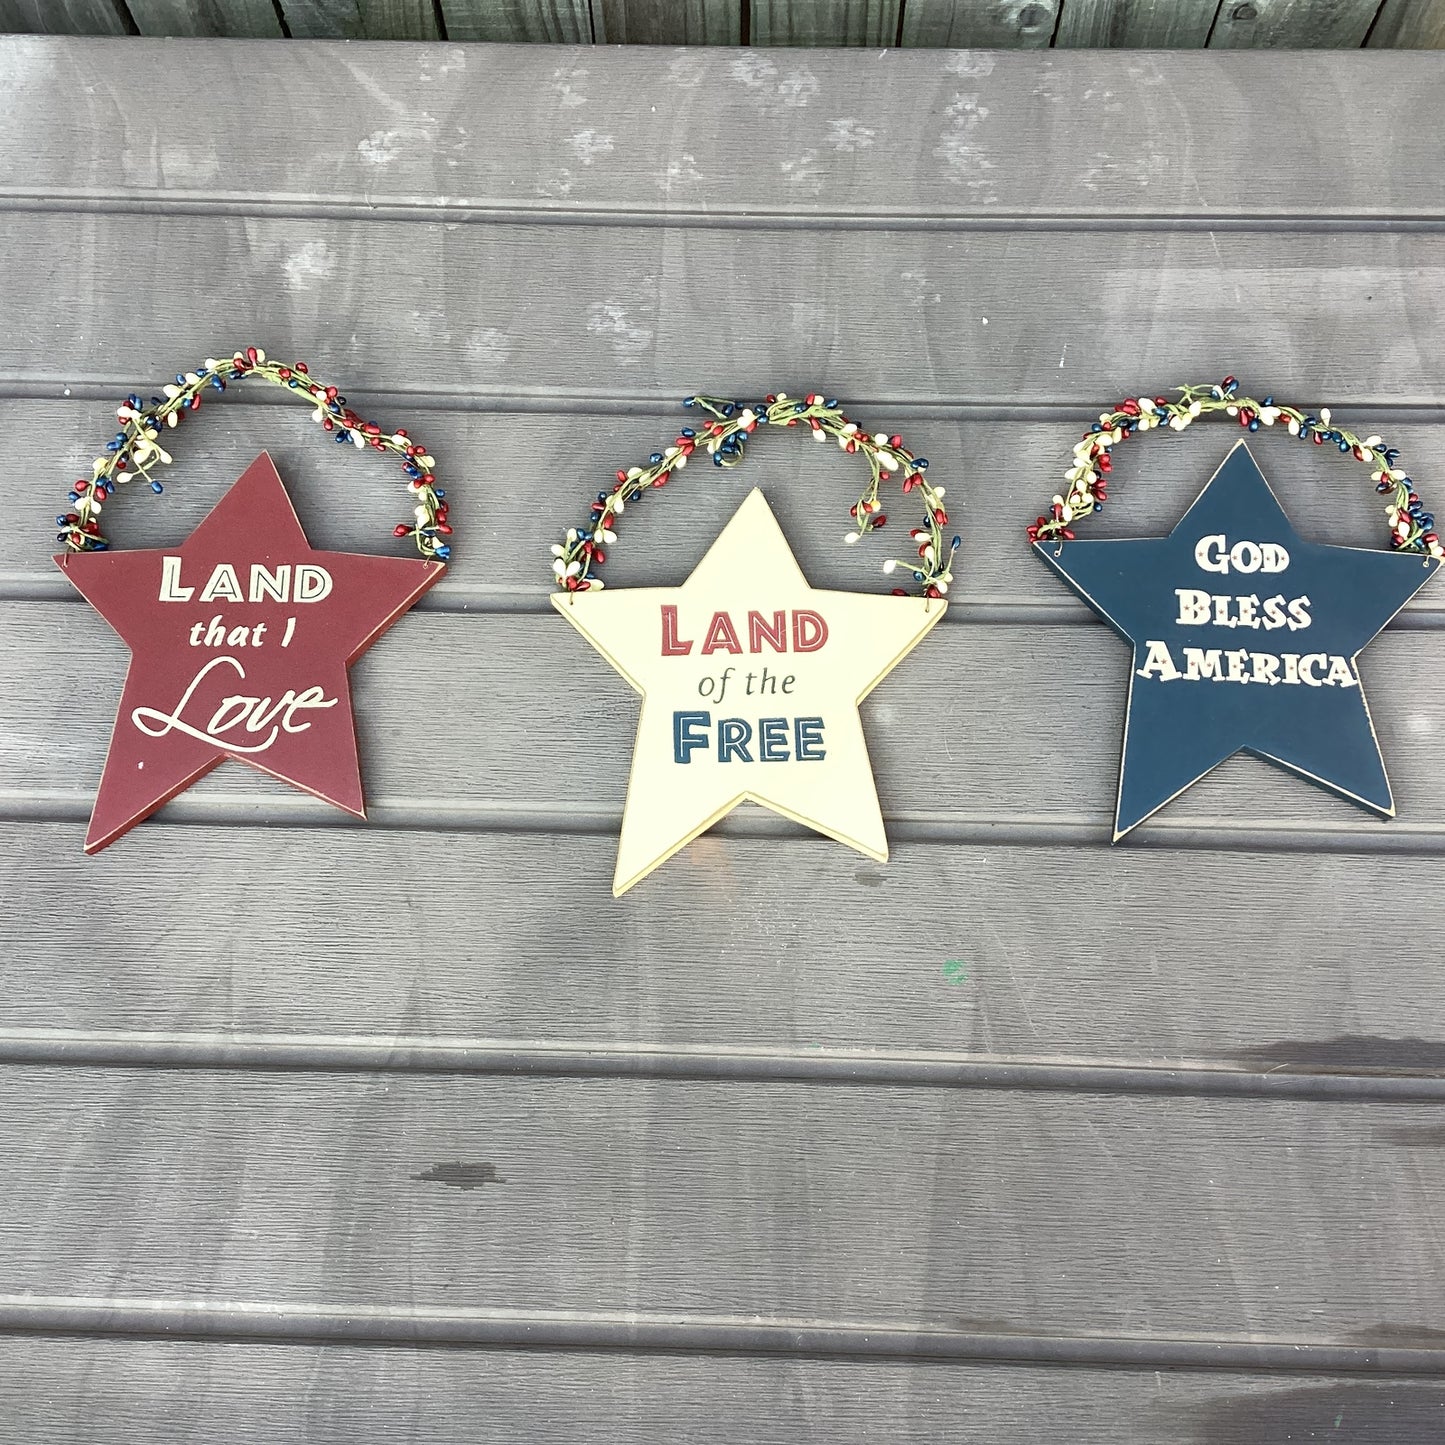 LAND
that I
Love
LAND
of the
FREE
GOD
BLESS
AMERICA